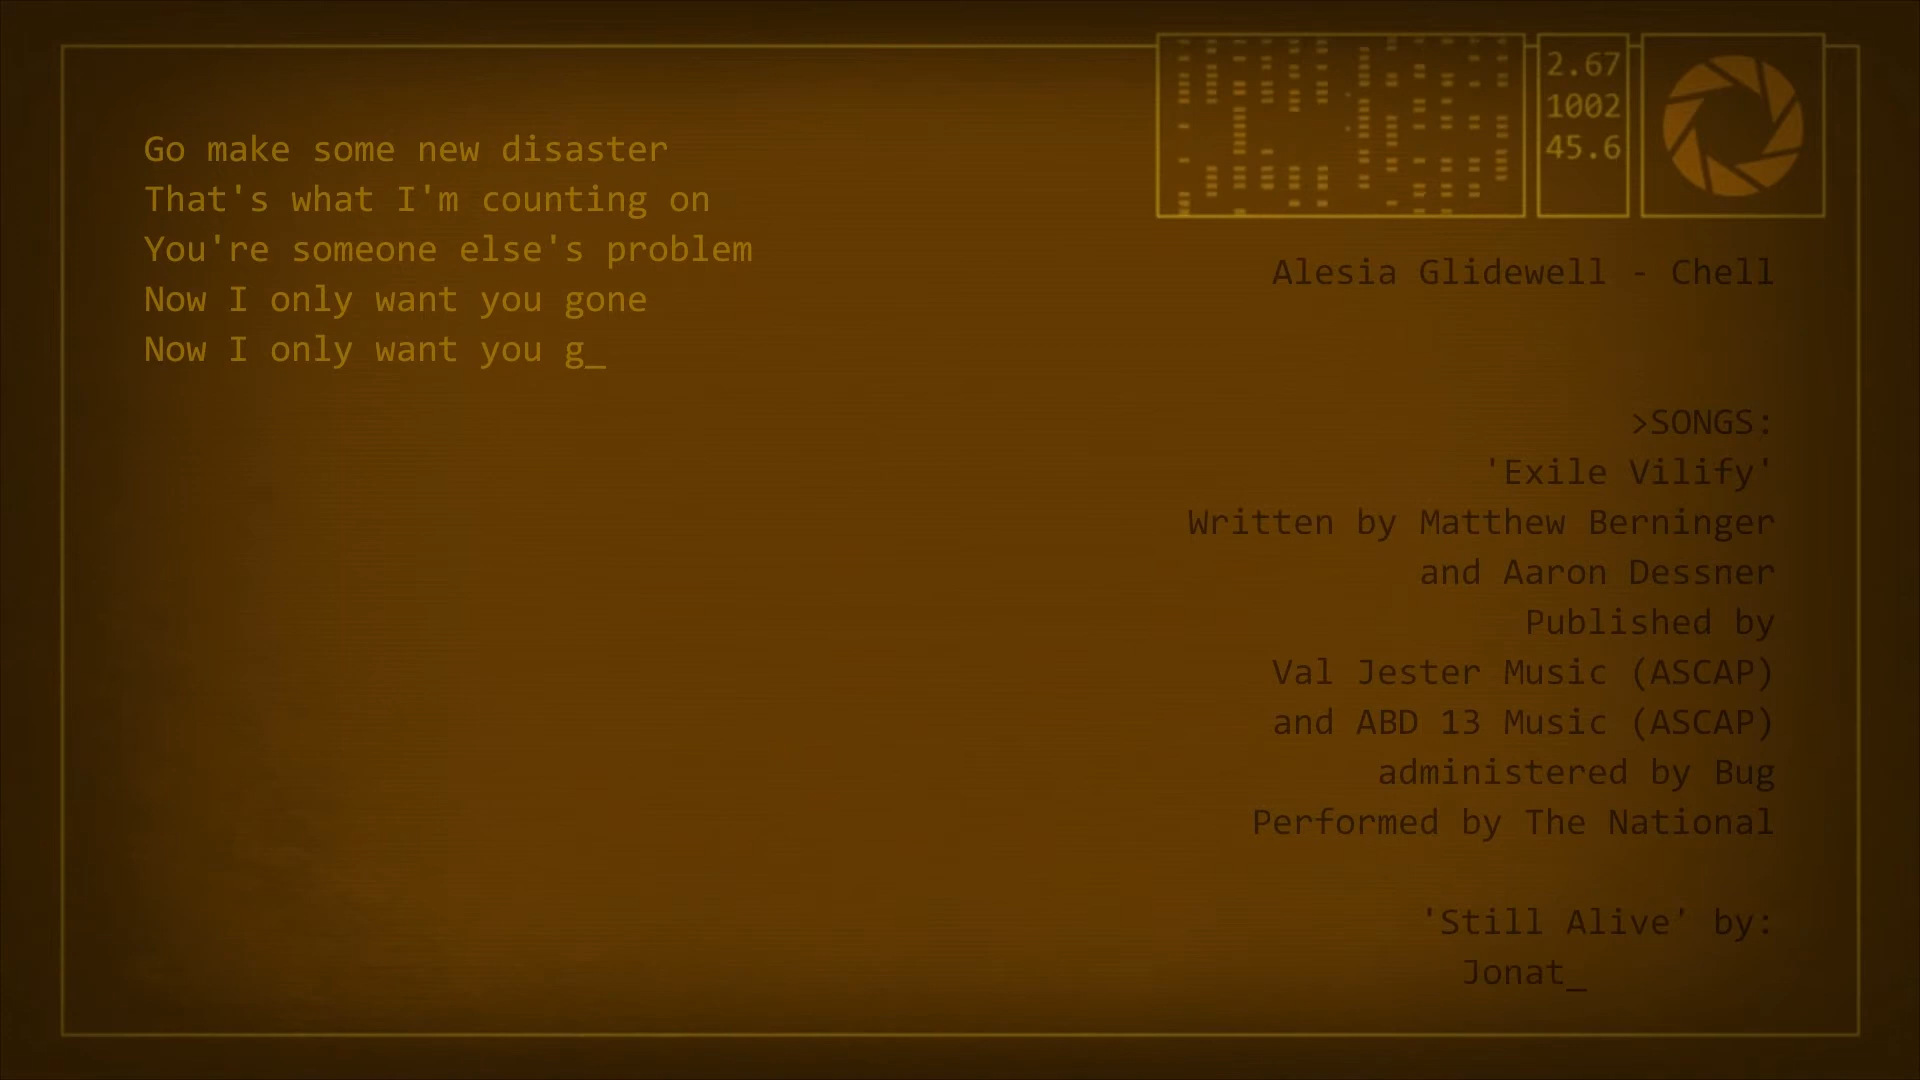 Go make some new disaster
That's what I'm counting on
You're someone else's problem
Now I only want you gone
Now I only want you g_
2.67
1002
45.6
Alesia Glidewell - Chell
>SONGS:
'Exile Vilify'
Written by Matthew Berninger
and Aaron Dessner
Published by
Val Jester Music (ASCAP)
and ABD 13 Music (ASCAP)
administered by Bug
Performed by The National
'Still Alive' by:
Jonat_